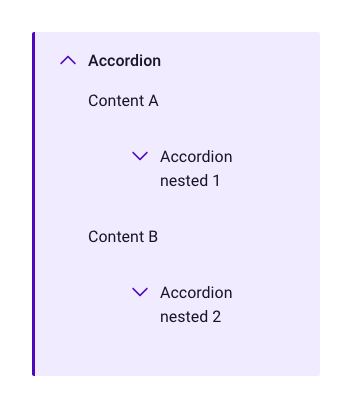 Accordion
Content A
Accordion
nested 1
Content B
Accordion
nested 2